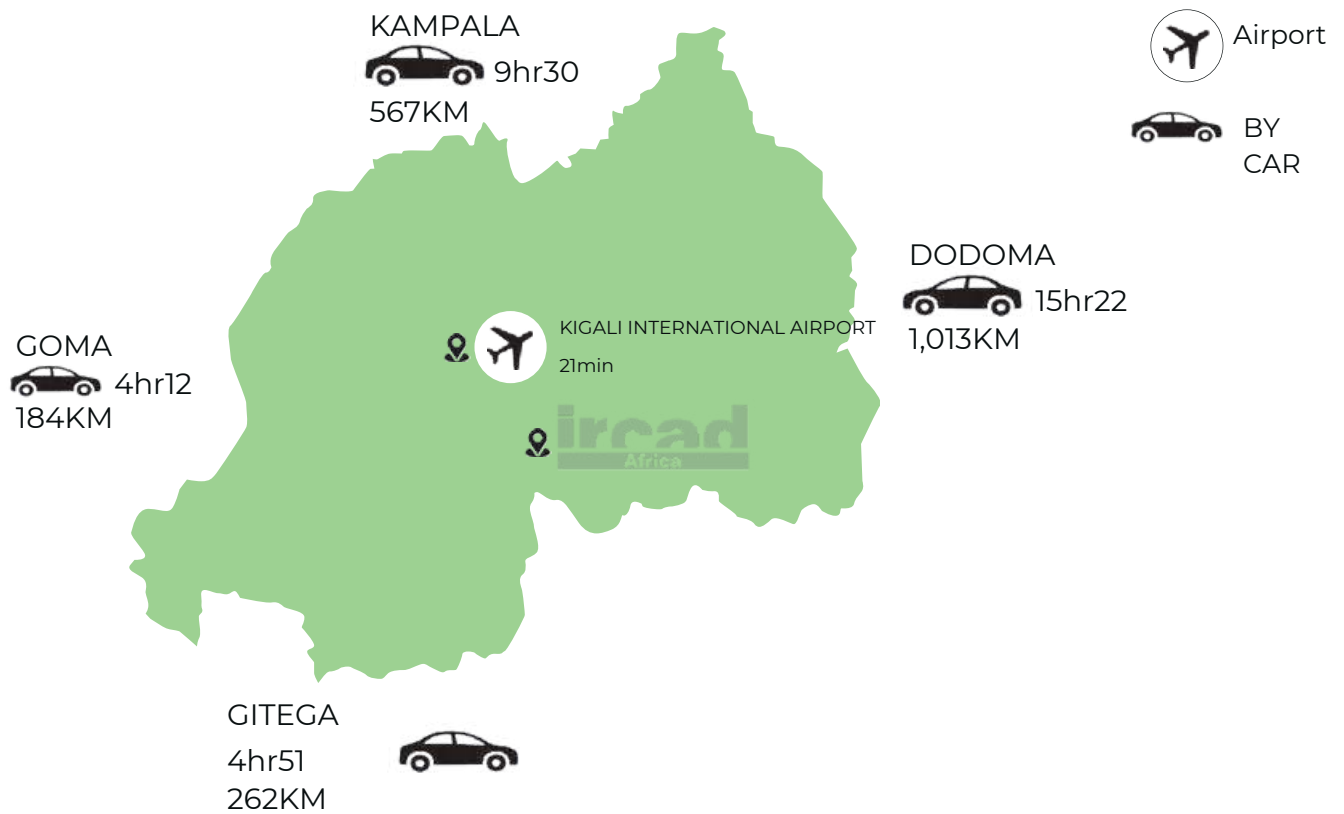 KAMPALA
9hr30
567KM
Airport
BY
CAR
DODOMA
15hr22
1,013KM
GOMA
4hr12
184KM
KIGALI INTERNATIONAL AIRPORT
21min
ircad
Africa
GITEGA
4hr51
262KM